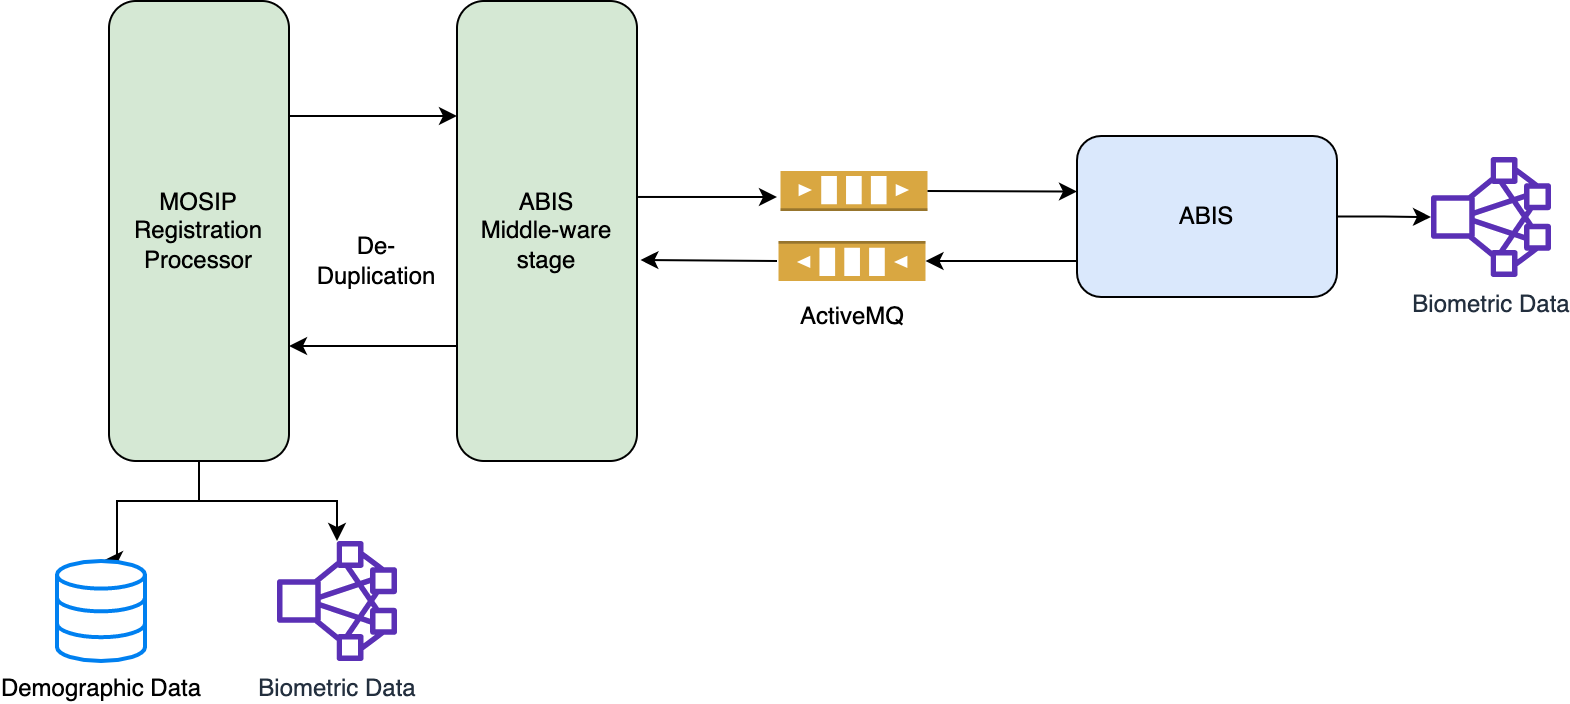 MOSIP
Registration
Processor
De-
Duplication
ABIS
Middle-ware
stage
ActiveMQ
ABIS
Biometric Data
Demographic Data
Biometric Data